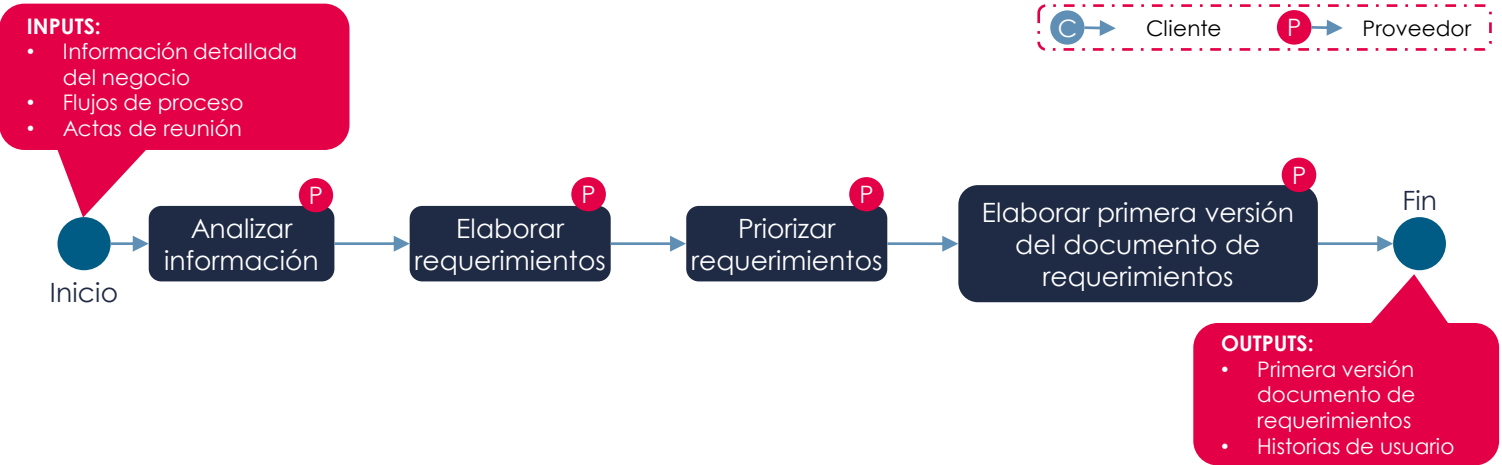 INPUTS:
• Información detallada
del negocio
• Flujos de proceso
• Actas de reunión
C Cliente P Proveedor
Inicio
P
Analizar
información
P
Elaborar
requerimientos
P
Priorizar
requerimientos
P
Elaborar primera versión
del documento de
requerimientos
Fin
OUTPUTS:
• Primera versión
documento de
requerimientos
• Historias de usuario